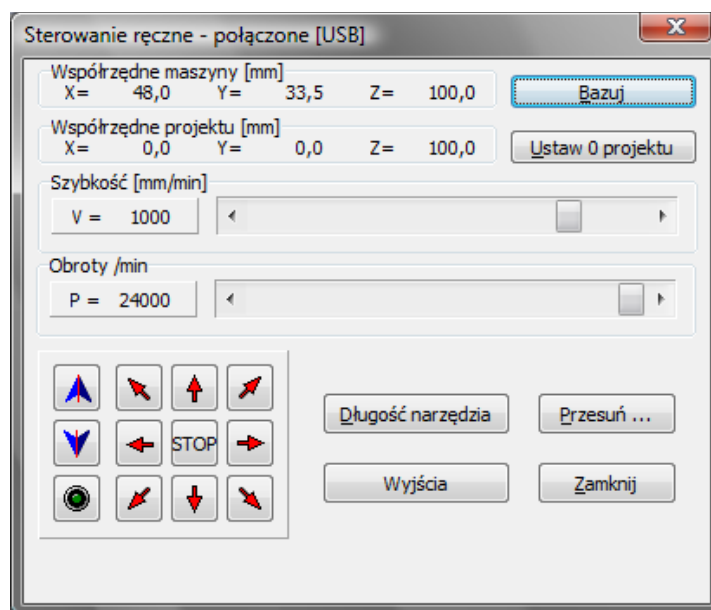 Sterowanie ręczne - połączone [USB]
Współrzędne maszyny [mm]
X= 48,0 Y= 33,5 Z= 100,0
Bazuj
Współrzędne projektu [mm]
X= 0,0 Y= 0,0 Z= 100,0
Ustaw 0 projektu
Szybkość [mm/min]
V = 1000
Obroty /min
P = 24000
STOP
Długość narzędzia
Przesuń ...
Wyjścia
Zamknij